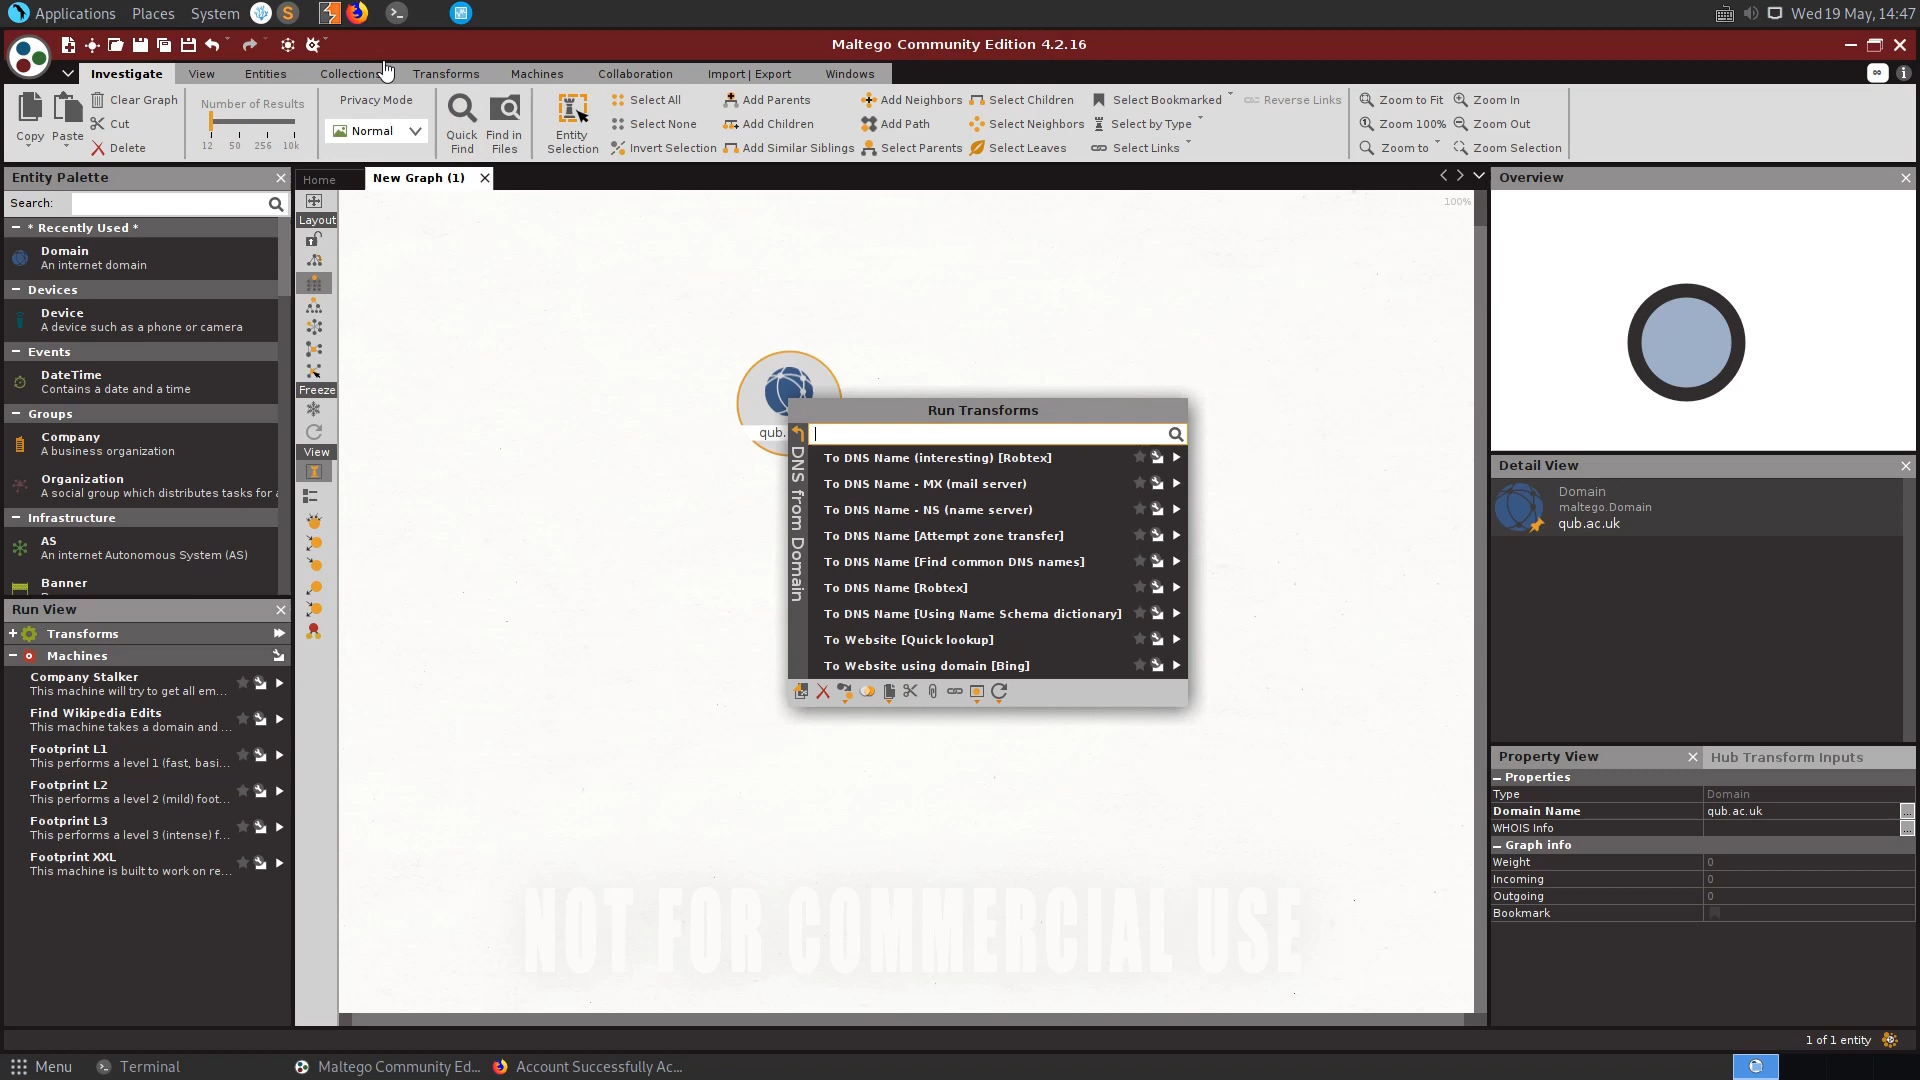 Applications Places System
Wed 19 May, 14:47
Maltego Community Edition 4.2.16
Investigate View Entities Collections Transforms Machines Collaboration Import | Export Windows
Copy
Paste
Clear Graph
Cut
Delete
Number of Results
12 50 256 10k
Privacy Mode
Normal
Quick
Find
Find in
Files
Entity
Selection
Select All
Select None
Invert Selection
Add Parents
Add Children
Add Similar Siblings
Add Neighbors
Add Path
Select Parents
Select Children
Select Neighbors
Select Leaves
Select Bookmarked
Select by Type
Select Links
Reverse Links
Zoom to Fit
Zoom 100%
Zoom to
Zoom In
Zoom Out
Zoom Selection
Entity Palette
Search:
* Recently Used *
Domain
An internet domain
Devices
Device
A device such as a phone or camera
Events
DateTime
Contains a date and a time
Groups
Company
A business organization
Organization
A social group which distributes tasks for a
Infrastructure
AS
An internet Autonomous System (AS)
Banner
Run View
Transforms
Machines
Company Stalker
This machine will try to get all em...
Find Wikipedia Edits
This machine takes a domain and ...
Footprint L1
This performs a level 1 (fast, basi...
Footprint L2
This performs a level 2 (mild) foot...
Footprint L3
This performs a level 3 (intense) f...
Footprint XXL
This machine is built to work on re...
Home New Graph (1)
100%
Layout
Freeze
View
qub.
Run Transforms
DNS from Domain
To DNS Name (interesting) [Robtex]
To DNS Name - MX (mail server)
To DNS Name - NS (name server)
To DNS Name [Attempt zone transfer]
To DNS Name [Find common DNS names]
To DNS Name [Robtex]
To DNS Name [Using Name Schema dictionary]
To Website [Quick lookup]
To Website using domain [Bing]
NOT FOR COMMERCIAL USE
Overview
Detail View
Domain
maltego.Domain
qub.ac.uk
Property View Hub Transform Inputs
Properties
Type Domain
Domain Name qub.ac.uk
WHOIS Info
Graph info
Weight 0
Incoming 0
Outgoing 0
Bookmark
1 of 1 entity
Menu Terminal Maltego Community Ed... Account Successfully Ac...